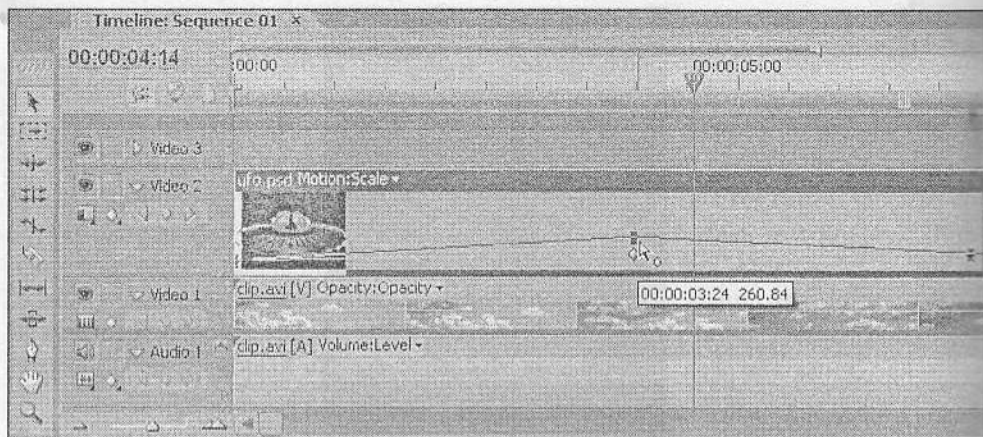 Timeline: Sequence 01 ×
00:00:04:14
:00:00
00:00:05:00
Video 3
Video 2
ufo.psd Motion:Scale
Video 1
clip.avi [V] Opacity:Opacity
00:00:03:24 260.84
Audio 1
clip.avi [A] Volume:Level